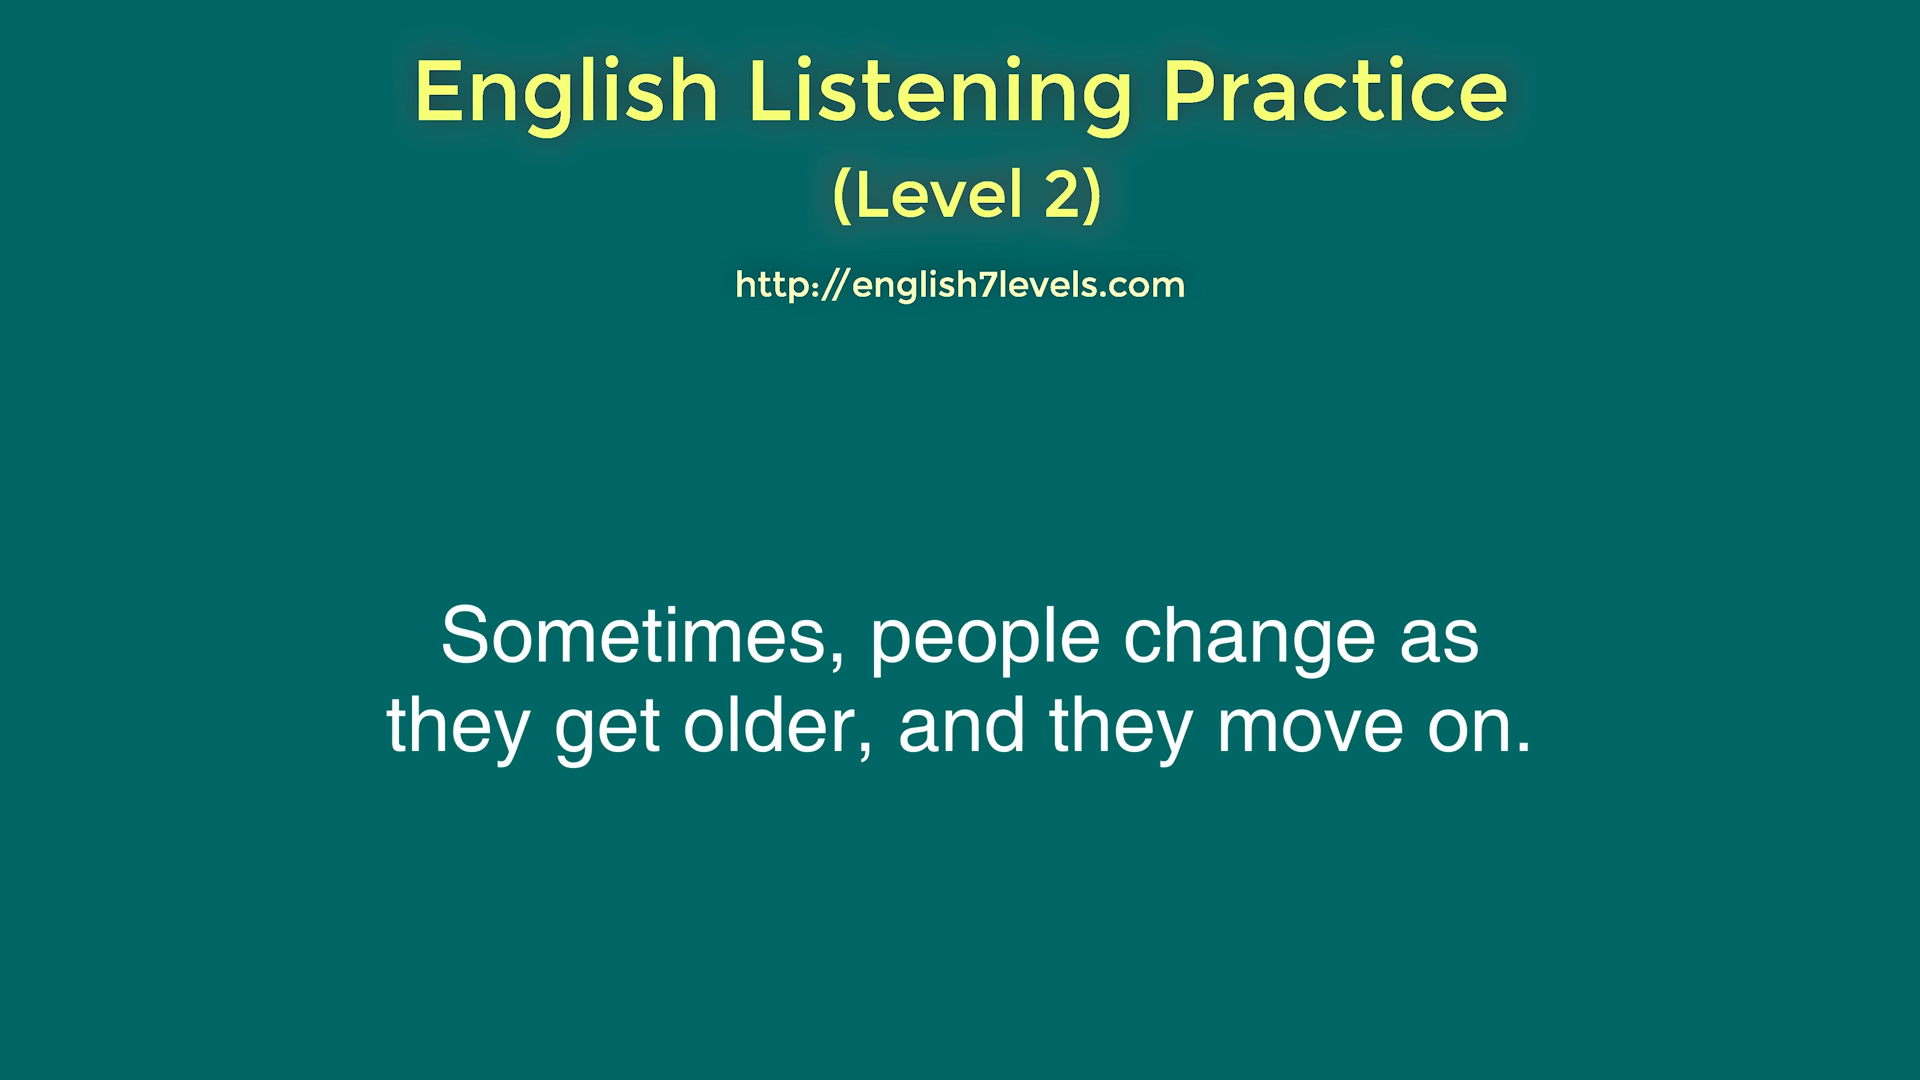 English Listening Practice
(Level 2)
http://english7levels.com
Sometimes, people change as
they get older, and they move on.